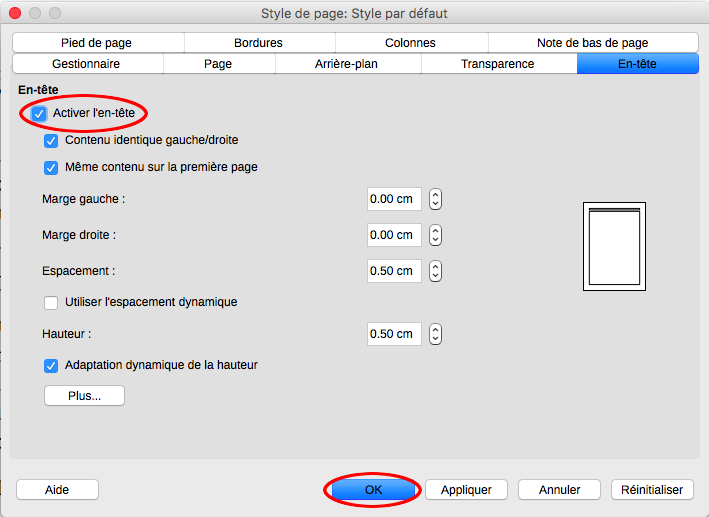 Style de page: Style par défaut
Pied de page Bordures Colonnes Note de bas de page
Gestionnaire Page Arrière-plan Transparence En-tête
En-tête
Activer l'en-tête
Contenu identique gauche/droite
Même contenu sur la première page
Marge gauche : 0.00 cm
Marge droite : 0.00 cm
Espacement : 0.50 cm
Utiliser l'espacement dynamique
Hauteur : 0.50 cm
Adaptation dynamique de la hauteur
Plus...
Aide OK Appliquer Annuler Réinitialiser